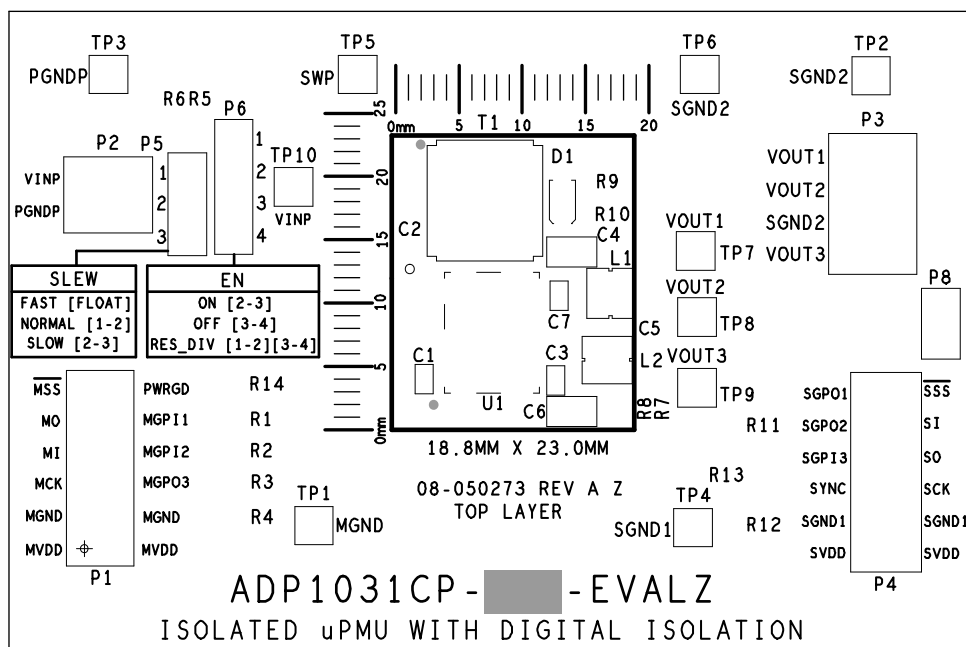 TP3
TP5
TP6
TP2
PGNDP
SWP
SGND2
SGND2
R6R5
P6
25
0mm
5
T1
10
15
20
P3
P2
P5
1
2
3
1
2
3
4
TP10
VINP
VINP
PGNDP
20
15
10
5
0mm
D1
R9
R10
C2
C4
L1
C7
C5
L2
C1
C3
U1
C6
R8
R7
VOUT1
TP7
VOUT2
TP8
VOUT3
TP9
VOUT1
VOUT2
SGND2
VOUT3
P8
SLEW
FAST [FLOAT]
NORMAL [1-2]
SLOW [2-3]
EN
ON [2-3]
OFF [3-4]
RES_DIV [1-2][3-4]
MSS
PWRGD
R14
MO
MGPI1
R1
MI
MGPI2
R2
MCK
MGPO3
R3
MGND
MGND
R4
MVDD
MVDD
P1
TP1
MGND
18.8MM X 23.0MM
08-050273 REV A Z
TOP LAYER
R13
TP4
SGND1
R11
R12
SGPO1
SSS
SGPO2
SI
SGPI3
SO
SYNC
SCK
SGND1
SGND1
SVDD
SVDD
P4
ADP1031CP- -EVALZ
ISOLATED uPMU WITH DIGITAL ISOLATION